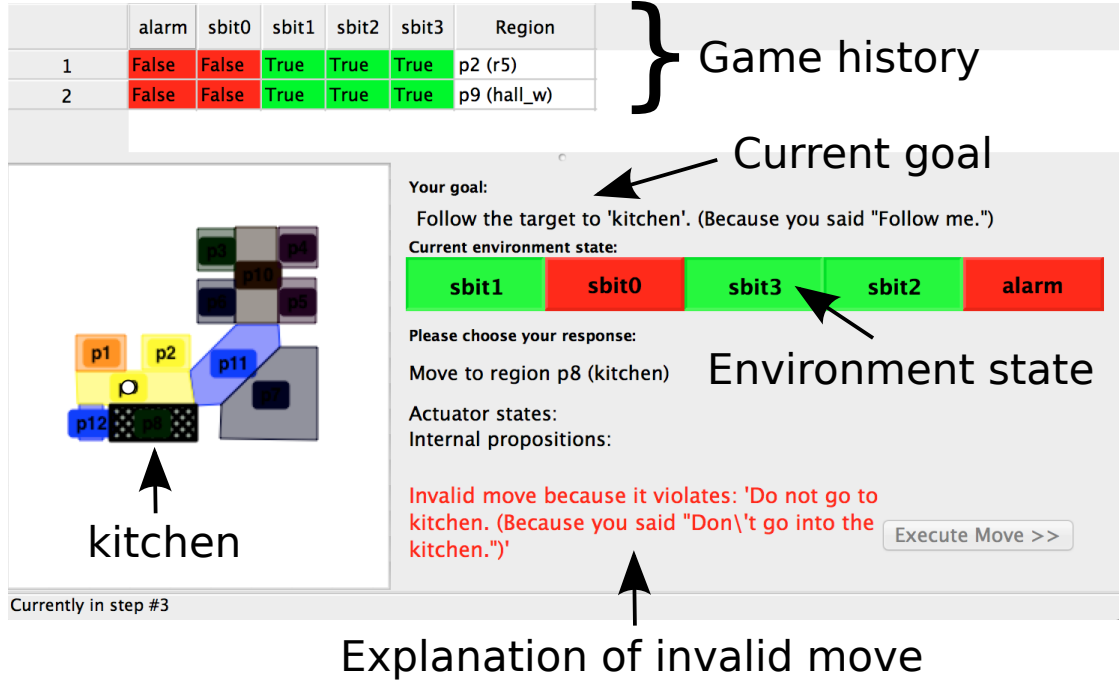 alarm sbit0 sbit1 sbit2 sbit3 Region
1 False False True True True p2 (r5)
2 False False True True True p9 (hall_w)
Game history
Current goal
Your goal:
Follow the target to 'kitchen'. (Because you said "Follow me.")
Current environment state:
sbit1 sbit0 sbit3 sbit2 alarm
Please choose your response:
Move to region p8 (kitchen)
Environment state
Actuator states:
Internal propositions:
Invalid move because it violates: 'Do not go to
kitchen. (Because you said "Don\'t go into the
kitchen.")'
Execute Move >>
p3 p4
p10
p6 p5
p1 p2
p11
p7
p12 p8
kitchen
Currently in step #3
Explanation of invalid move